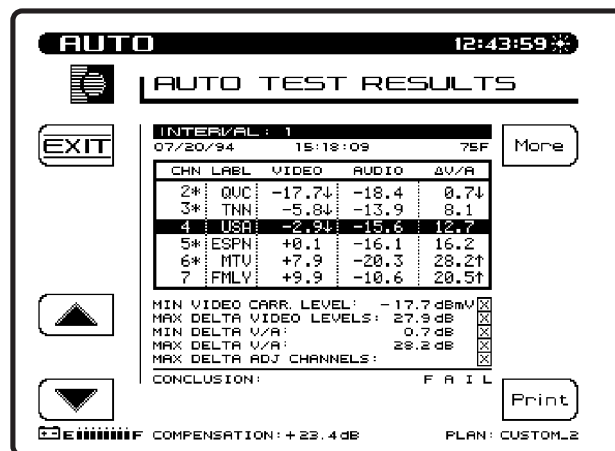 AUTO 12:43:59
AUTO TEST RESULTS
EXIT
More
INTERVAL: 1
07/20/94 15:18:09 75F
CHN LABL VIDEO AUDIO ΔV/A
2* QVC -17.7↓ -18.4 0.7↓
3* TNN -5.8↓ -13.9 8.1
4 USA -2.9↓ -15.6 12.7
5* ESPN +0.1 -16.1 16.2
6* MTV +7.9 -20.3 28.2↑
7 FMLY +9.9 -10.6 20.5↑
MIN VIDEO CARR. LEVEL: -17.7 dBmV X
MAX DELTA VIDEO LEVELS: 27.9 dB X
MIN DELTA V/A: 0.7 dB X
MAX DELTA V/A: 28.2 dB X
MAX DELTA ADJ CHANNELS: X
CONCLUSION: FAIL
Print
E F COMPENSATION: +23.4dB PLAN: CUSTOM_2